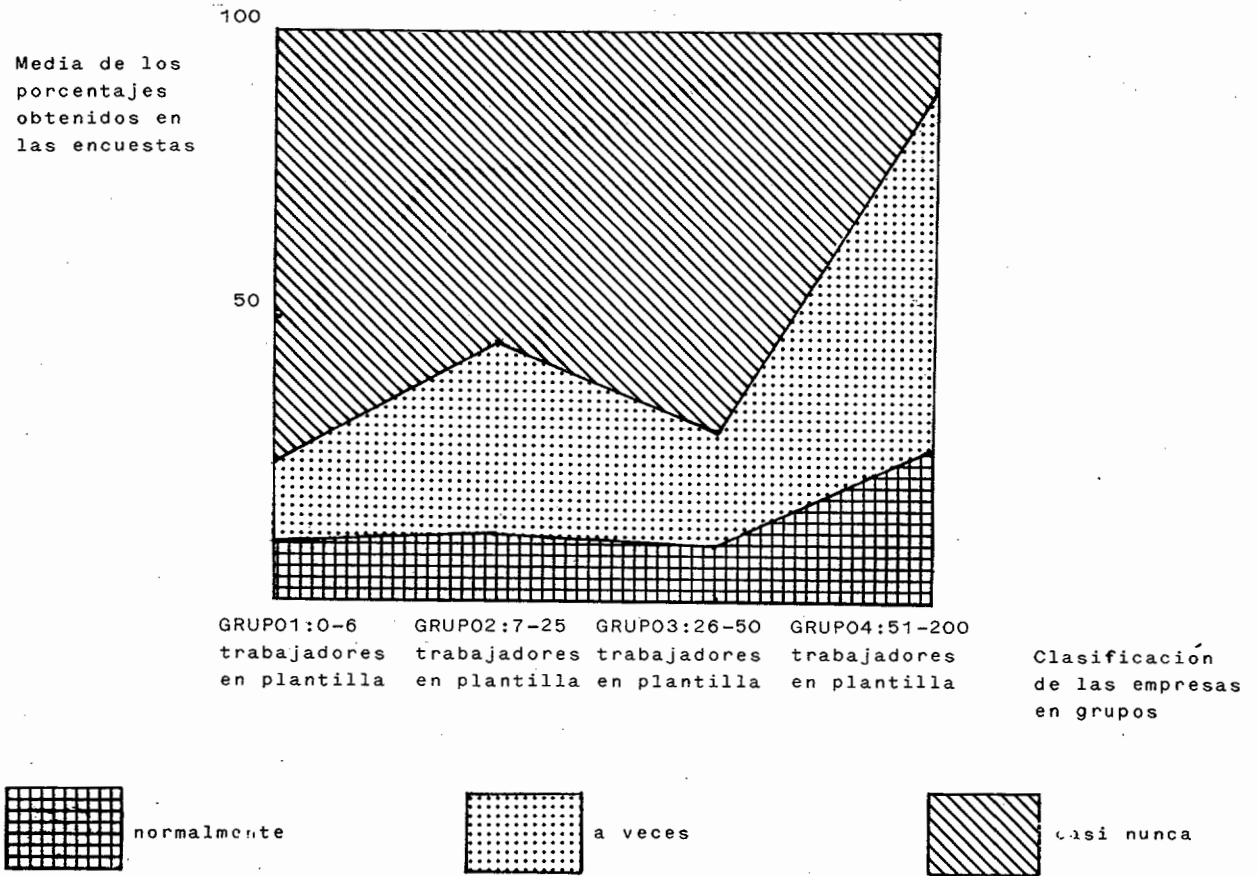 100
Media de los
porcentajes
obtenidos en
las encuestas
50
GRUPO1:0-6 GRUPO2:7-25 GRUPO3:26-50 GRUPO4:51-200
trabajadores trabajadores trabajadores trabajadores
en plantilla en plantilla en plantilla en plantilla
Clasificación
de las empresas
en grupos
normalmente a veces casi nunca